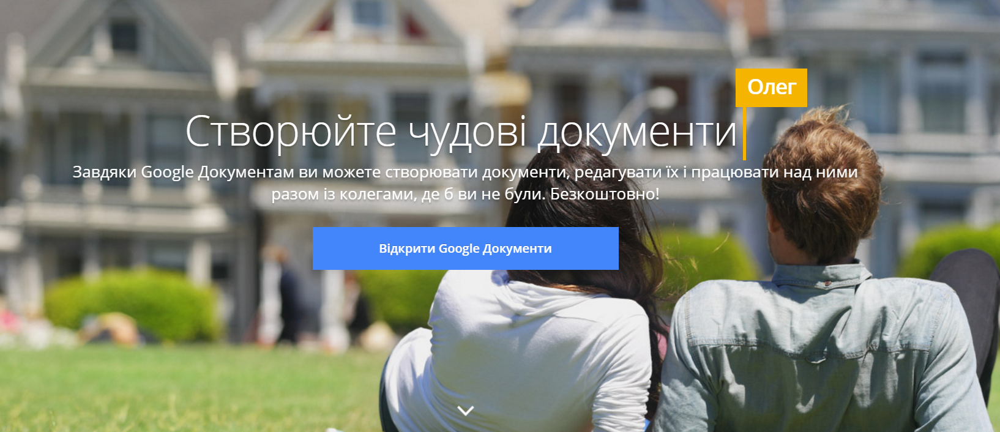 Олег
Створюйте чудові документи
Завдяки Google Документам ви можете створювати документи, редагувати їх і працювати над ними
разом із колегами, де б ви не були. Безкоштовно!
Відкрити Google Документи